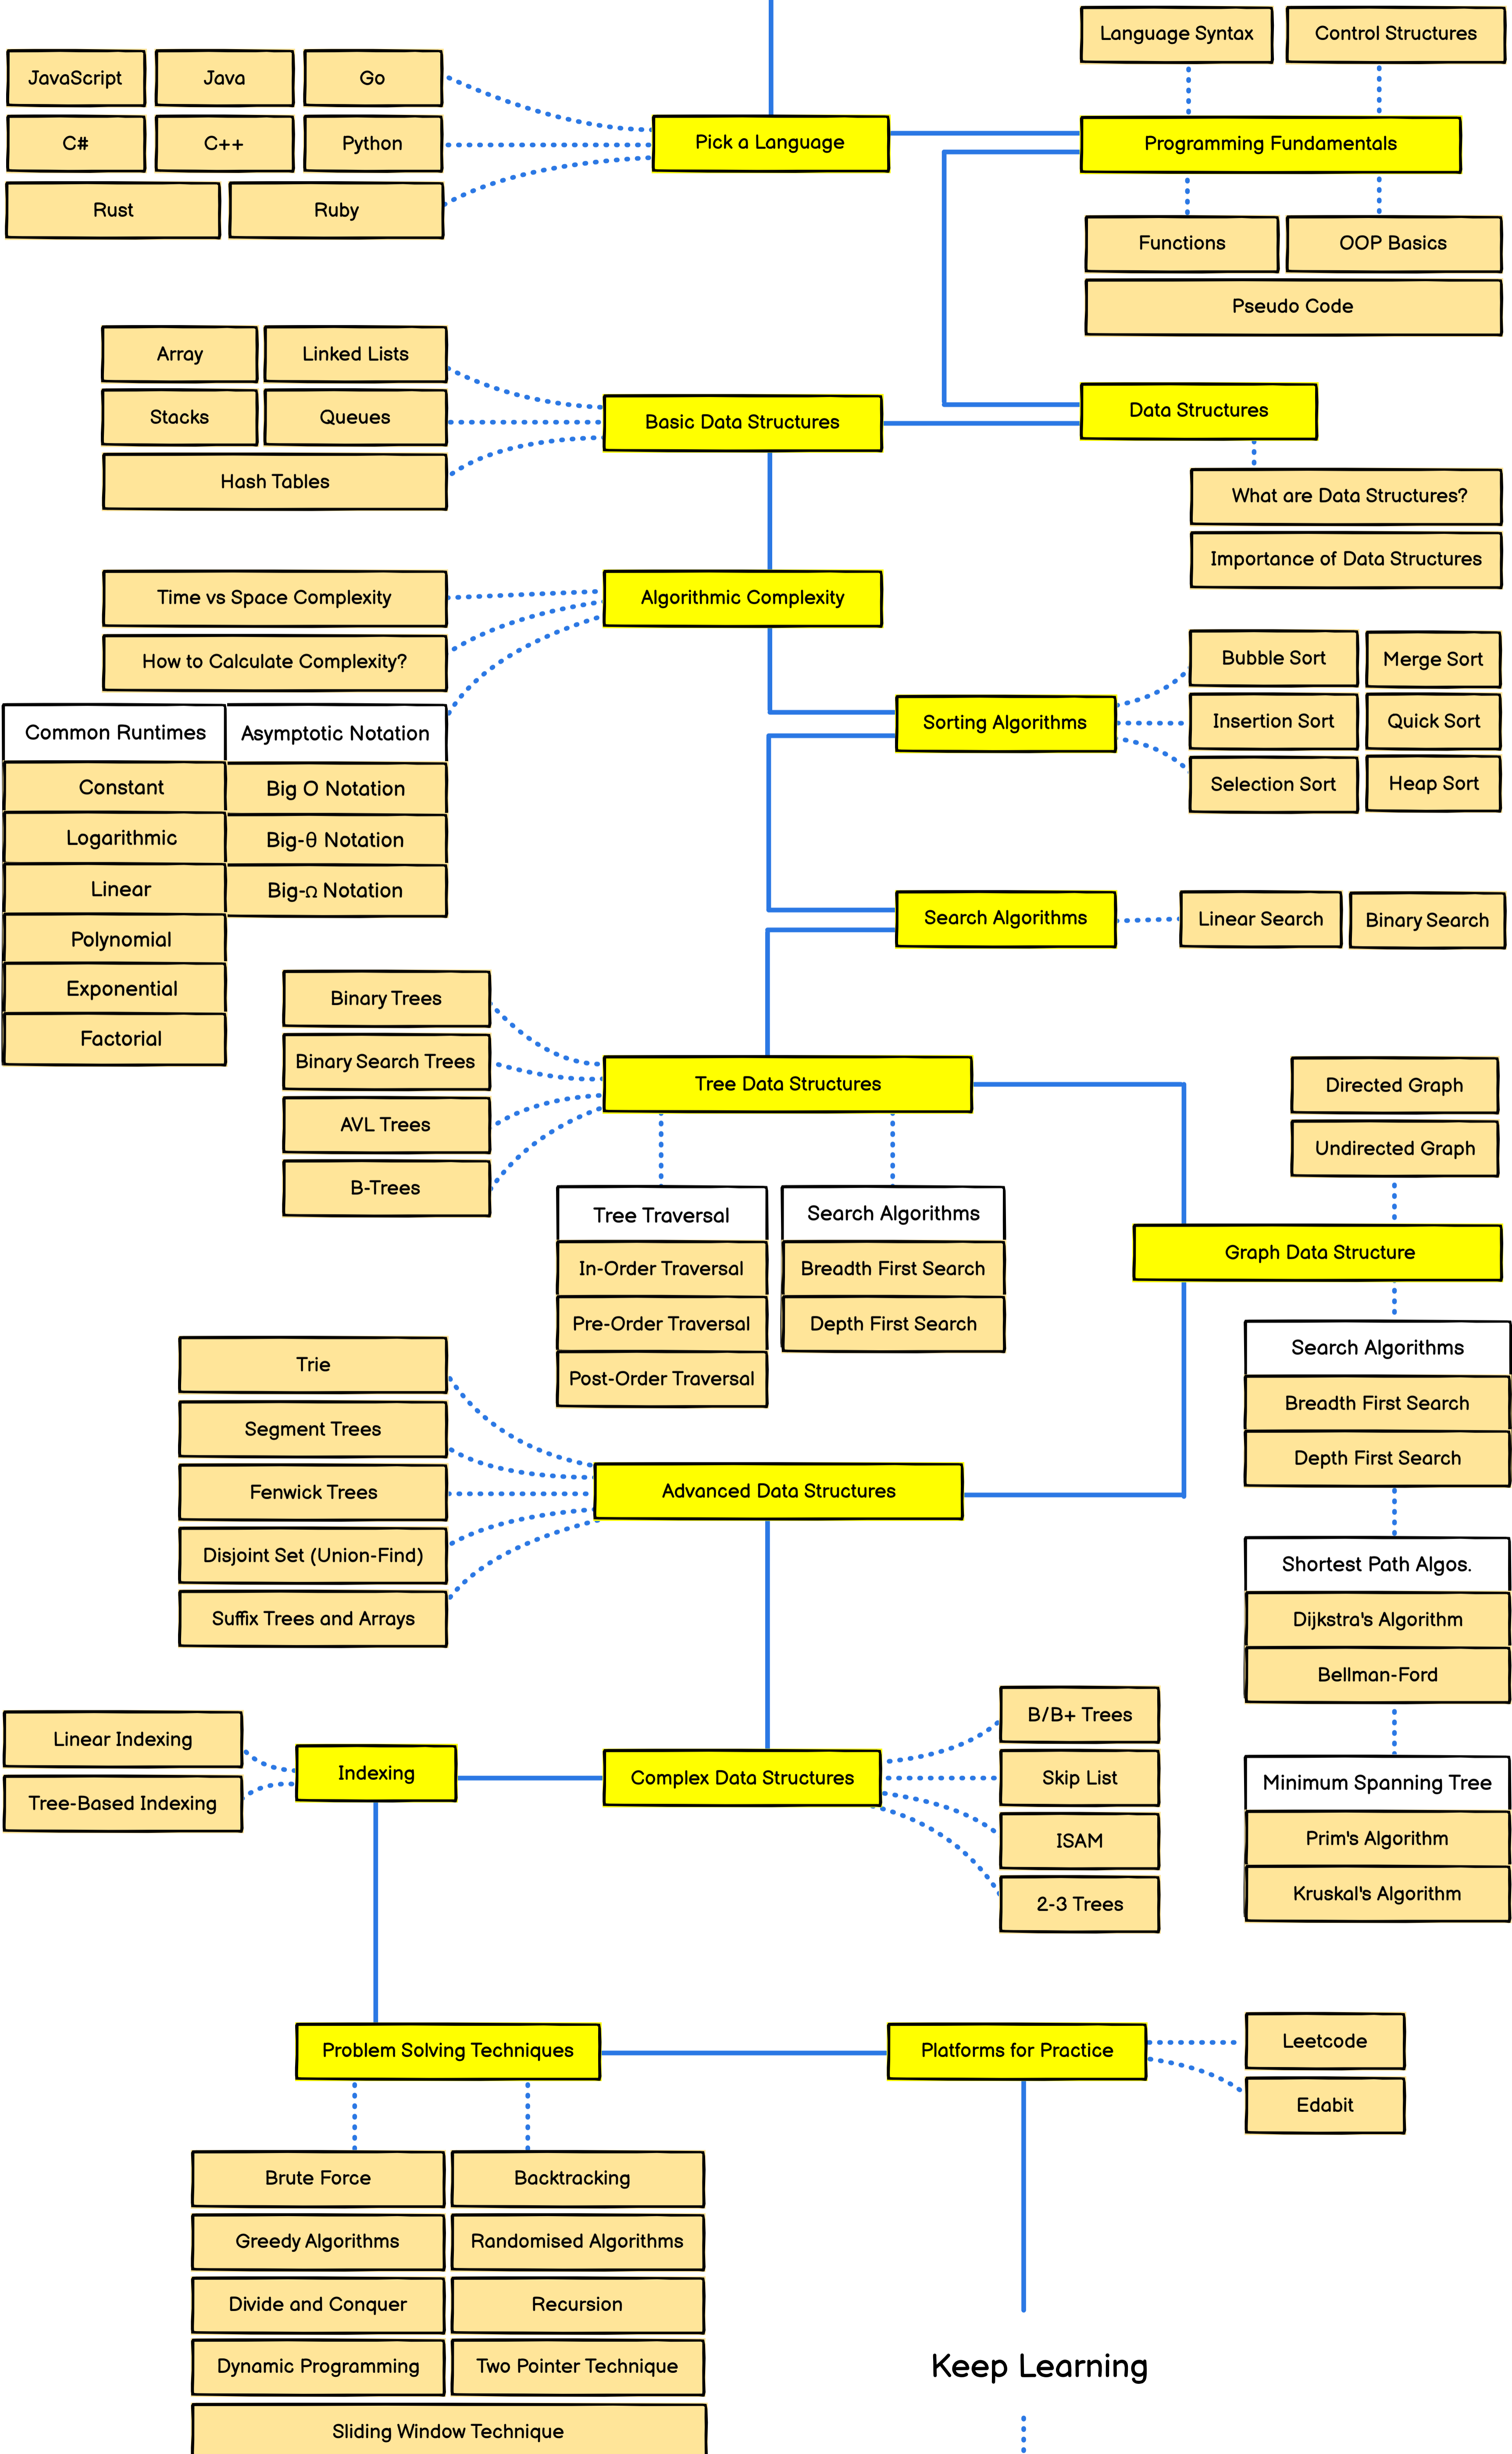 Language Syntax
Control Structures
JavaScript
Java
Go
C#
C++
Python
Rust
Ruby
Pick a Language
Programming Fundamentals
Functions
OOP Basics
Pseudo Code
Array
Linked Lists
Stacks
Queues
Hash Tables
Basic Data Structures
Data Structures
What are Data Structures?
Importance of Data Structures
Time vs Space Complexity
How to Calculate Complexity?
Algorithmic Complexity
Common Runtimes
Constant
Logarithmic
Linear
Polynomial
Exponential
Factorial
Asymptotic Notation
Big O Notation
Big-θ Notation
Big-Ω Notation
Sorting Algorithms
Bubble Sort
Merge Sort
Insertion Sort
Quick Sort
Selection Sort
Heap Sort
Search Algorithms
Linear Search
Binary Search
Binary Trees
Binary Search Trees
AVL Trees
B-Trees
Tree Data Structures
Tree Traversal
In-Order Traversal
Pre-Order Traversal
Post-Order Traversal
Search Algorithms
Breadth First Search
Depth First Search
Directed Graph
Undirected Graph
Graph Data Structure
Search Algorithms
Breadth First Search
Depth First Search
Shortest Path Algos.
Dijkstra's Algorithm
Bellman-Ford
Minimum Spanning Tree
Prim's Algorithm
Kruskal's Algorithm
Trie
Segment Trees
Fenwick Trees
Disjoint Set (Union-Find)
Suffix Trees and Arrays
Advanced Data Structures
Linear Indexing
Tree-Based Indexing
Indexing
Complex Data Structures
B/B+ Trees
Skip List
ISAM
2-3 Trees
Problem Solving Techniques
Platforms for Practice
Leetcode
Edabit
Brute Force
Backtracking
Greedy Algorithms
Randomised Algorithms
Divide and Conquer
Recursion
Dynamic Programming
Two Pointer Technique
Sliding Window Technique
Keep Learning